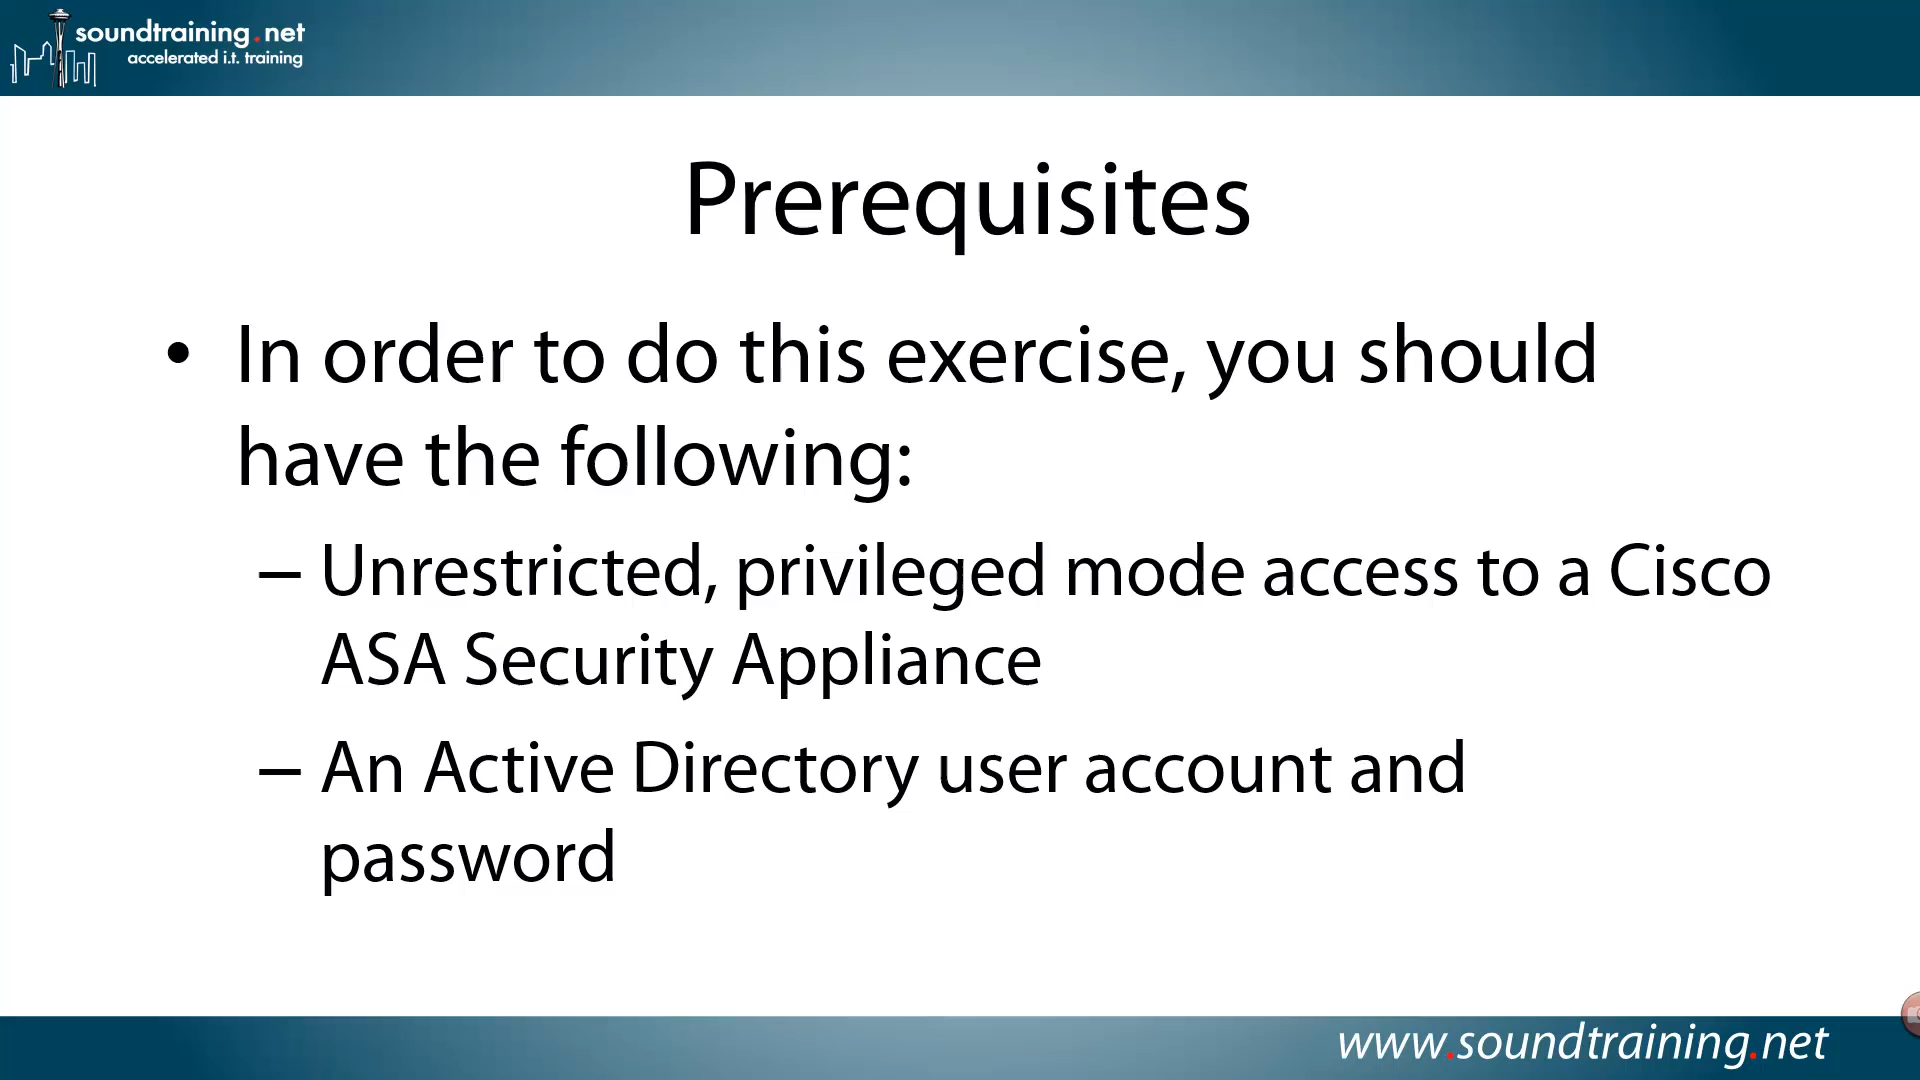 soundtraining.net
accelerated i.t. training
Prerequisites
• In order to do this exercise, you should
have the following:
– Unrestricted, privileged mode access to a Cisco
ASA Security Appliance
– An Active Directory user account and
password
www.soundtraining.net